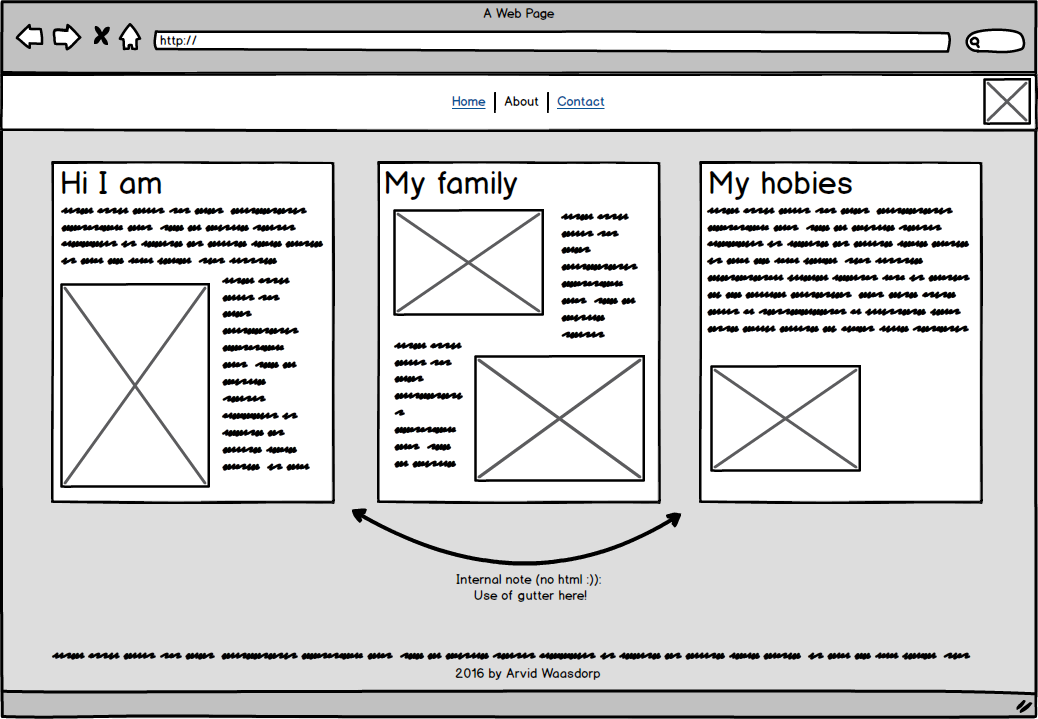 A Web Page
http://
Home | About | Contact
Hi I am
My family
My hobies
Internal note (no html :)):
Use of gutter here!
2016 by Arvid Waasdorp